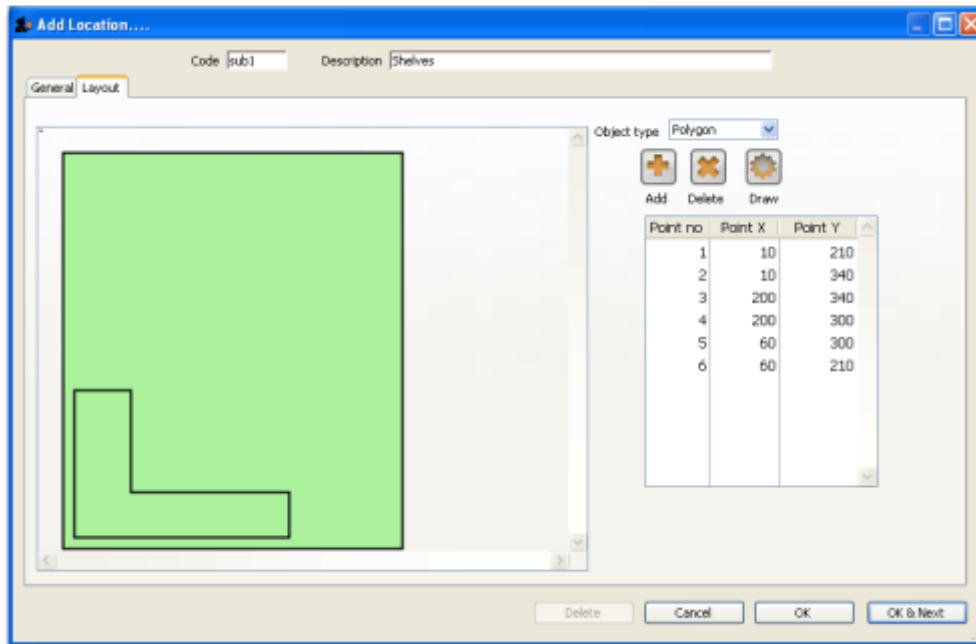 Add Location....
Code sub1 Description Shelves
General Layout
Object type Polygon
Add Delete Draw
Point no Point X Point Y
1 10 210
2 10 340
3 200 340
4 200 300
5 60 300
6 60 210
Delete Cancel OK OK & Next